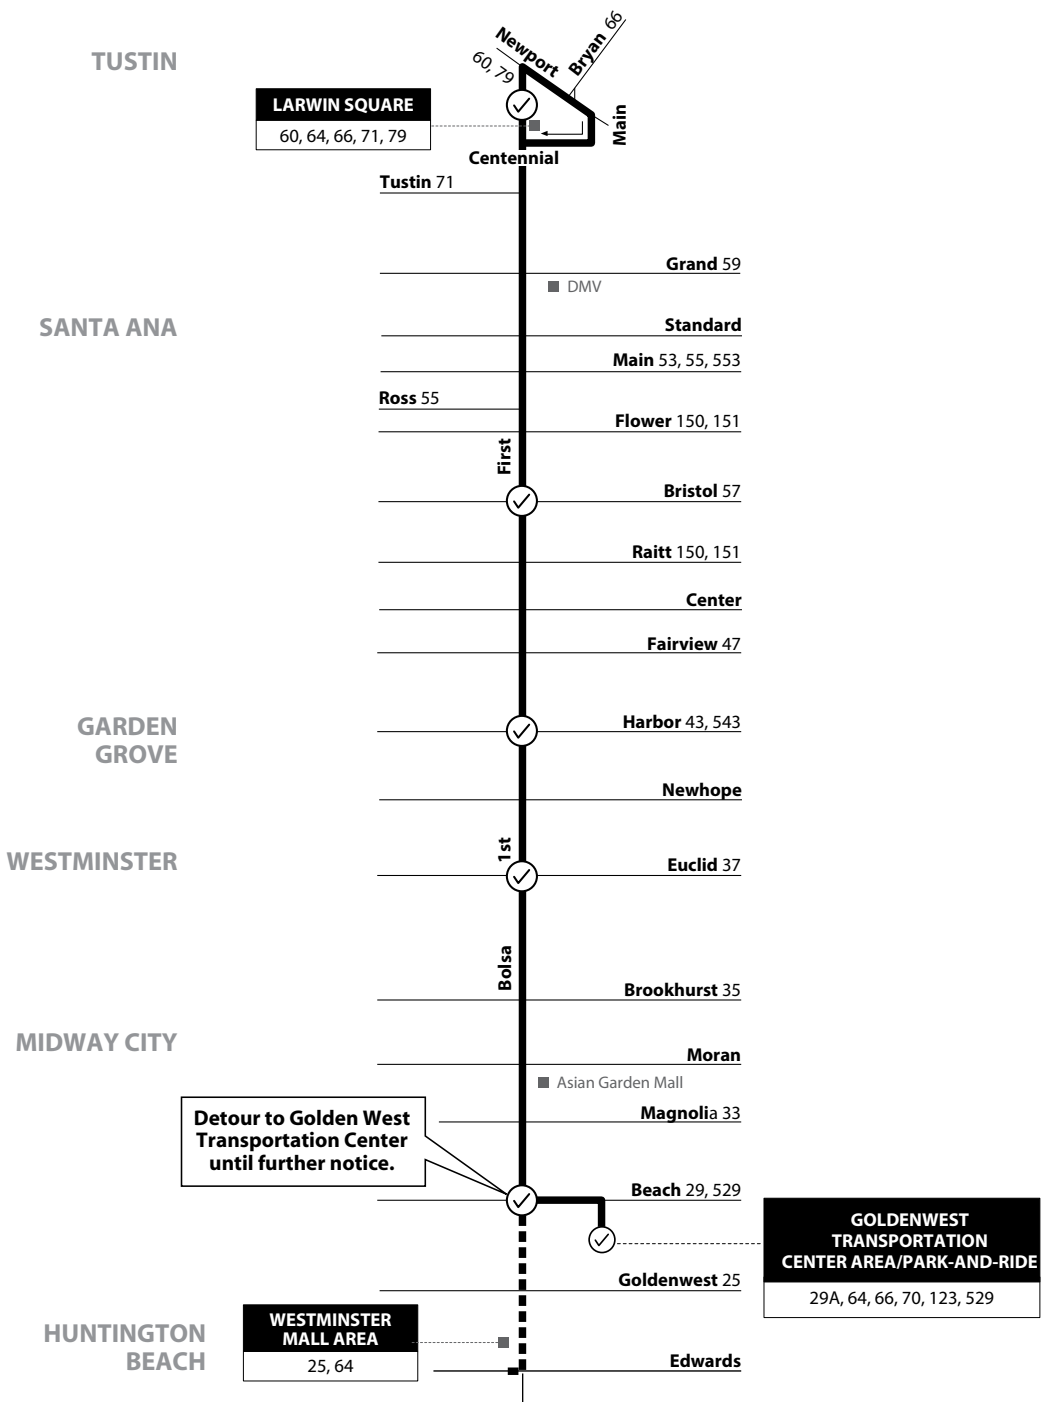 TUSTIN
Newport
60, 79
Bryan 66
Main
LARWIN SQUARE
60, 64, 66, 71, 79
Centennial
Tustin 71
Grand 59
DMV
SANTA ANA
Standard
Main 53, 55, 553
Ross 55
Flower 150, 151
First
Bristol 57
Raitt 150, 151
Center
Fairview 47
GARDEN
GROVE
Harbor 43, 543
Newhope
1st
WESTMINSTER
Euclid 37
Bolsa
Brookhurst 35
MIDWAY CITY
Moran
Asian Garden Mall
Magnolia 33
Detour to Golden West
Transportation Center
until further notice.
Beach 29, 529
GOLDENWEST
TRANSPORTATION
CENTER AREA/PARK-AND-RIDE
29A, 64, 66, 70, 123, 529
Goldenwest 25
HUNTINGTON
BEACH
WESTMINSTER
MALL AREA
25, 64
Edwards